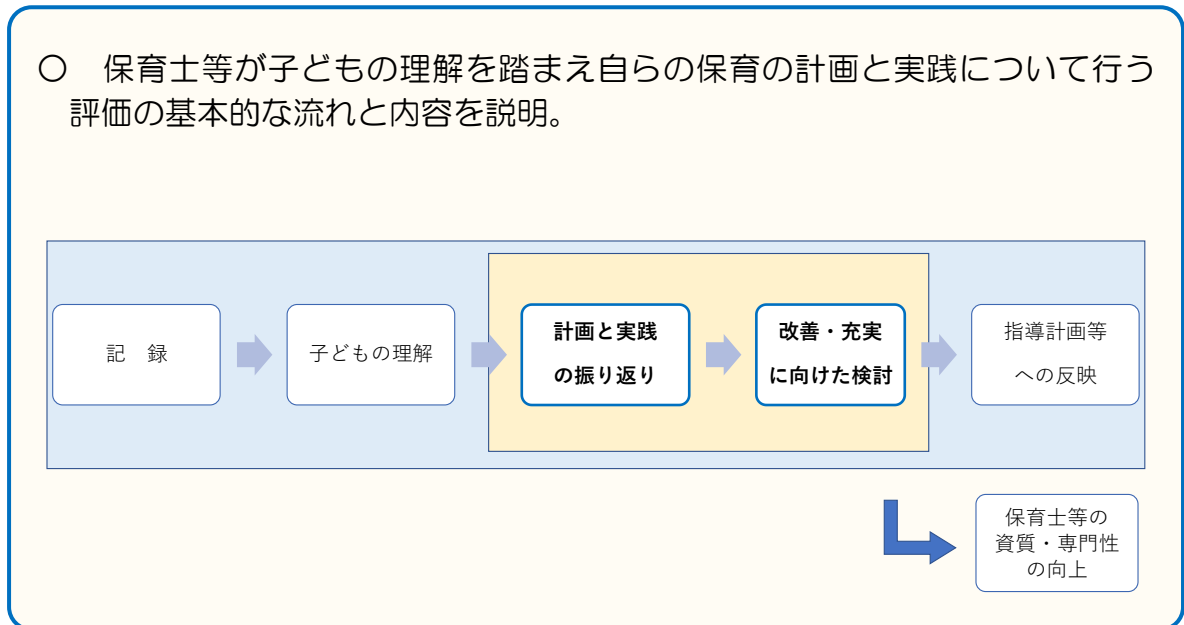 ○　保育士等が子どもの理解を踏まえ自らの保育の計画と実践について行う
評価の基本的な流れと内容を説明。
記　録
子どもの理解
計画と実践
の振り返り
改善・充実
に向けた検討
指導計画等
への反映
保育士等の
資質・専門性
の向上